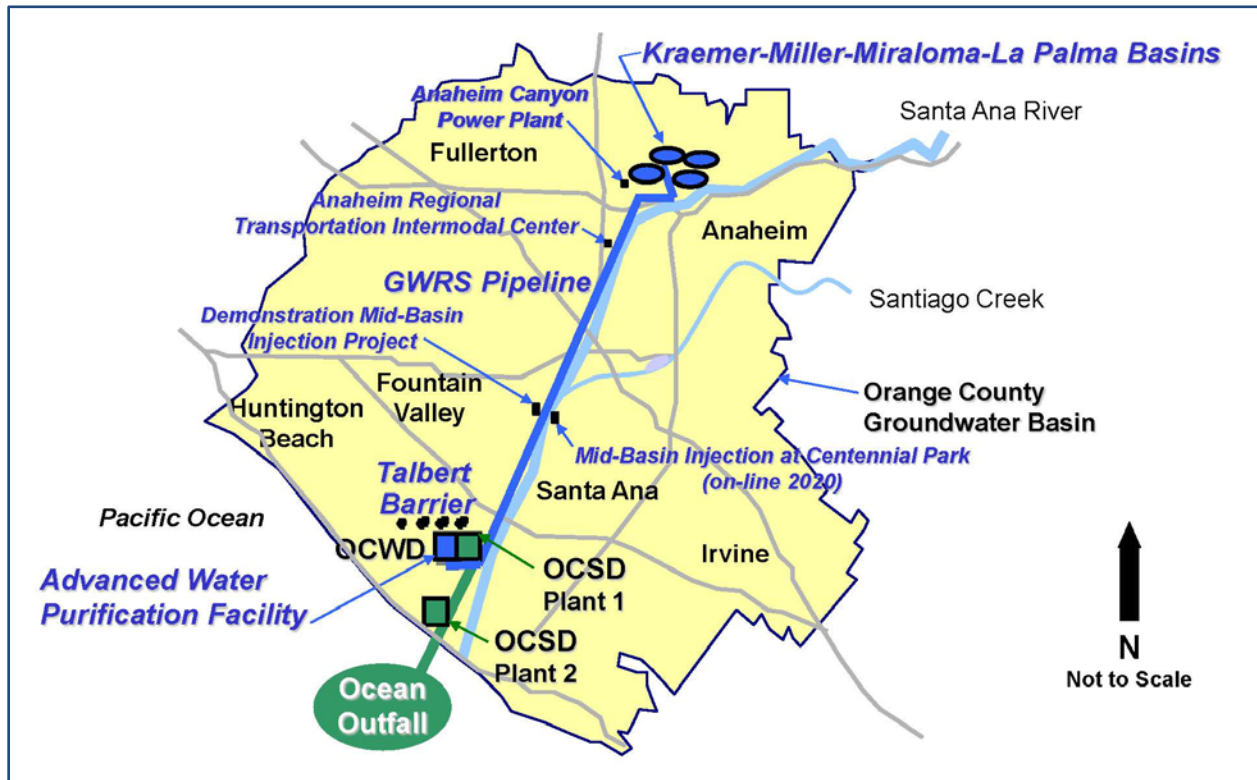 Kraemer-Miller-Miraloma-La Palma Basins
Anaheim Canyon
Power Plant
Santa Ana River
Fullerton
Anaheim Regional
Transportation Intermodal Center
Anaheim
GWRS Pipeline
Santiago Creek
Demonstration Mid-Basin
Injection Project
Fountain
Valley
Orange County
Groundwater Basin
Huntington
Beach
Mid-Basin Injection at Centennial Park
(on-line 2020)
Talbert
Barrier
Santa Ana
Pacific Ocean
OCWD
Irvine
Advanced Water
Purification Facility
OCSD
Plant 1
OCSD
Plant 2
N
Not to Scale
Ocean
Outfall